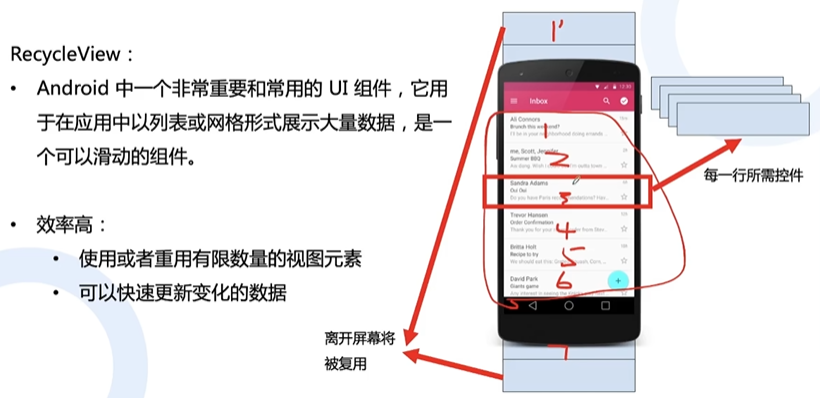 RecycleView：
• Android 中一个非常重要和常用的 UI 组件，它用
于在应用中以列表或网格形式展示大量数据，是一
个可以滑动的组件。
• 效率高：
• 使用或者重用有限数量的视图元素
• 可以快速更新变化的数据
离开屏幕将
被复用
1'
Inbox
Ali Connors
Brunch this weekend?
1
me, Scott, Jennifer
Summer BBQ
2
Sandra Adams
Oui Oui
3
Trevor Hansen
Order Confirmation
4
Britta Holt
Recipe to try
5
David Park
Giants game
6
7
每一行所需控件